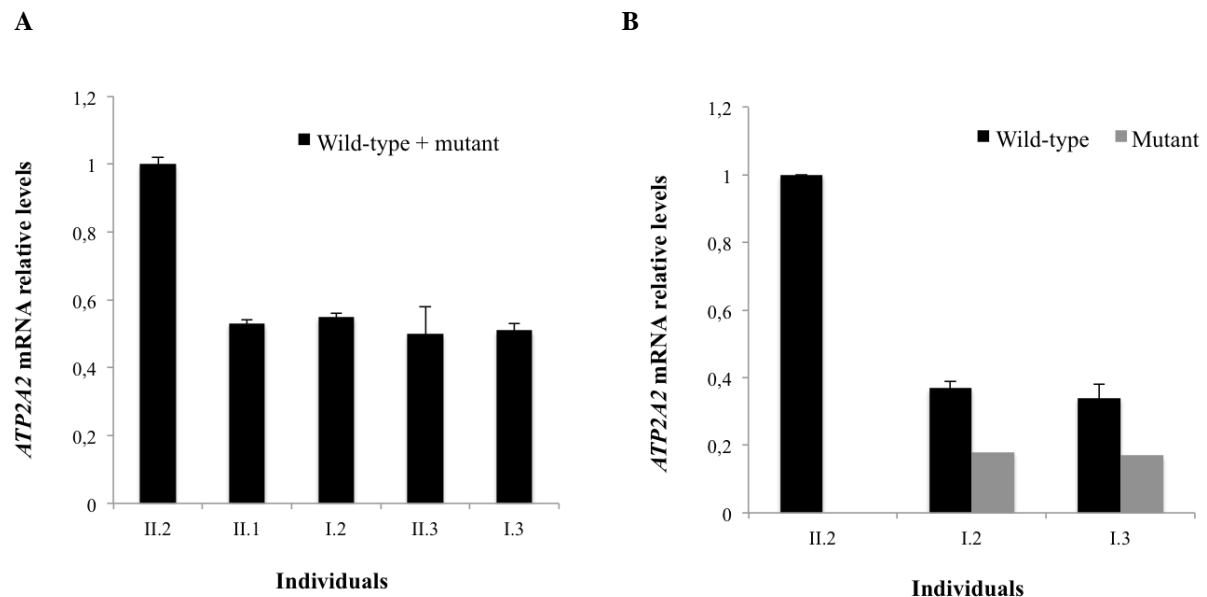 A
ATP2A2 mRNA relative levels
1,2
1
0,8
0,6
0,4
0,2
0
Wild-type + mutant
II.2 II.1 I.2 II.3 I.3
Individuals
B
ATP2A2 mRNA relative levels
1,2
1
0,8
0,6
0,4
0,2
0
Wild-type Mutant
II.2 I.2 I.3
Individuals